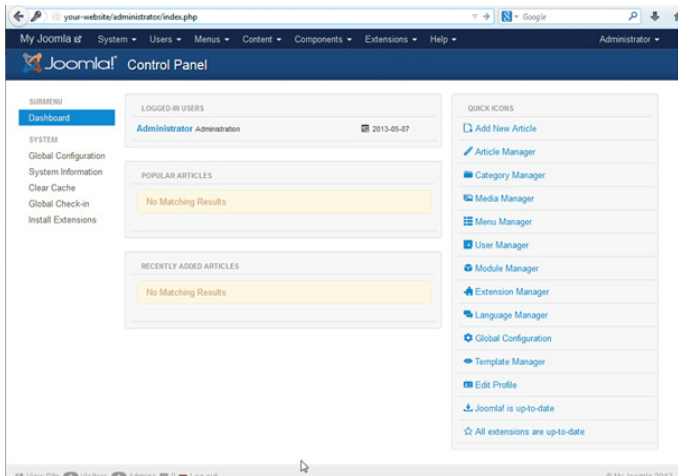 your-website/administrator/index.php
Google
My Joomla System Users Menus Content Components Extensions Help Administrator
Joomla! Control Panel
SUBMENU
Dashboard
SYSTEM
Global Configuration
System Information
Clear Cache
Global Check-in
Install Extensions
LOGGED-IN USERS
Administrator Administration 2013-05-07
POPULAR ARTICLES
No Matching Results
RECENTLY ADDED ARTICLES
No Matching Results
QUICK ICONS
Add New Article
Article Manager
Category Manager
Media Manager
Menu Manager
User Manager
Module Manager
Extension Manager
Language Manager
Global Configuration
Template Manager
Edit Profile
Joomla! is up-to-date
All extensions are up-to-date